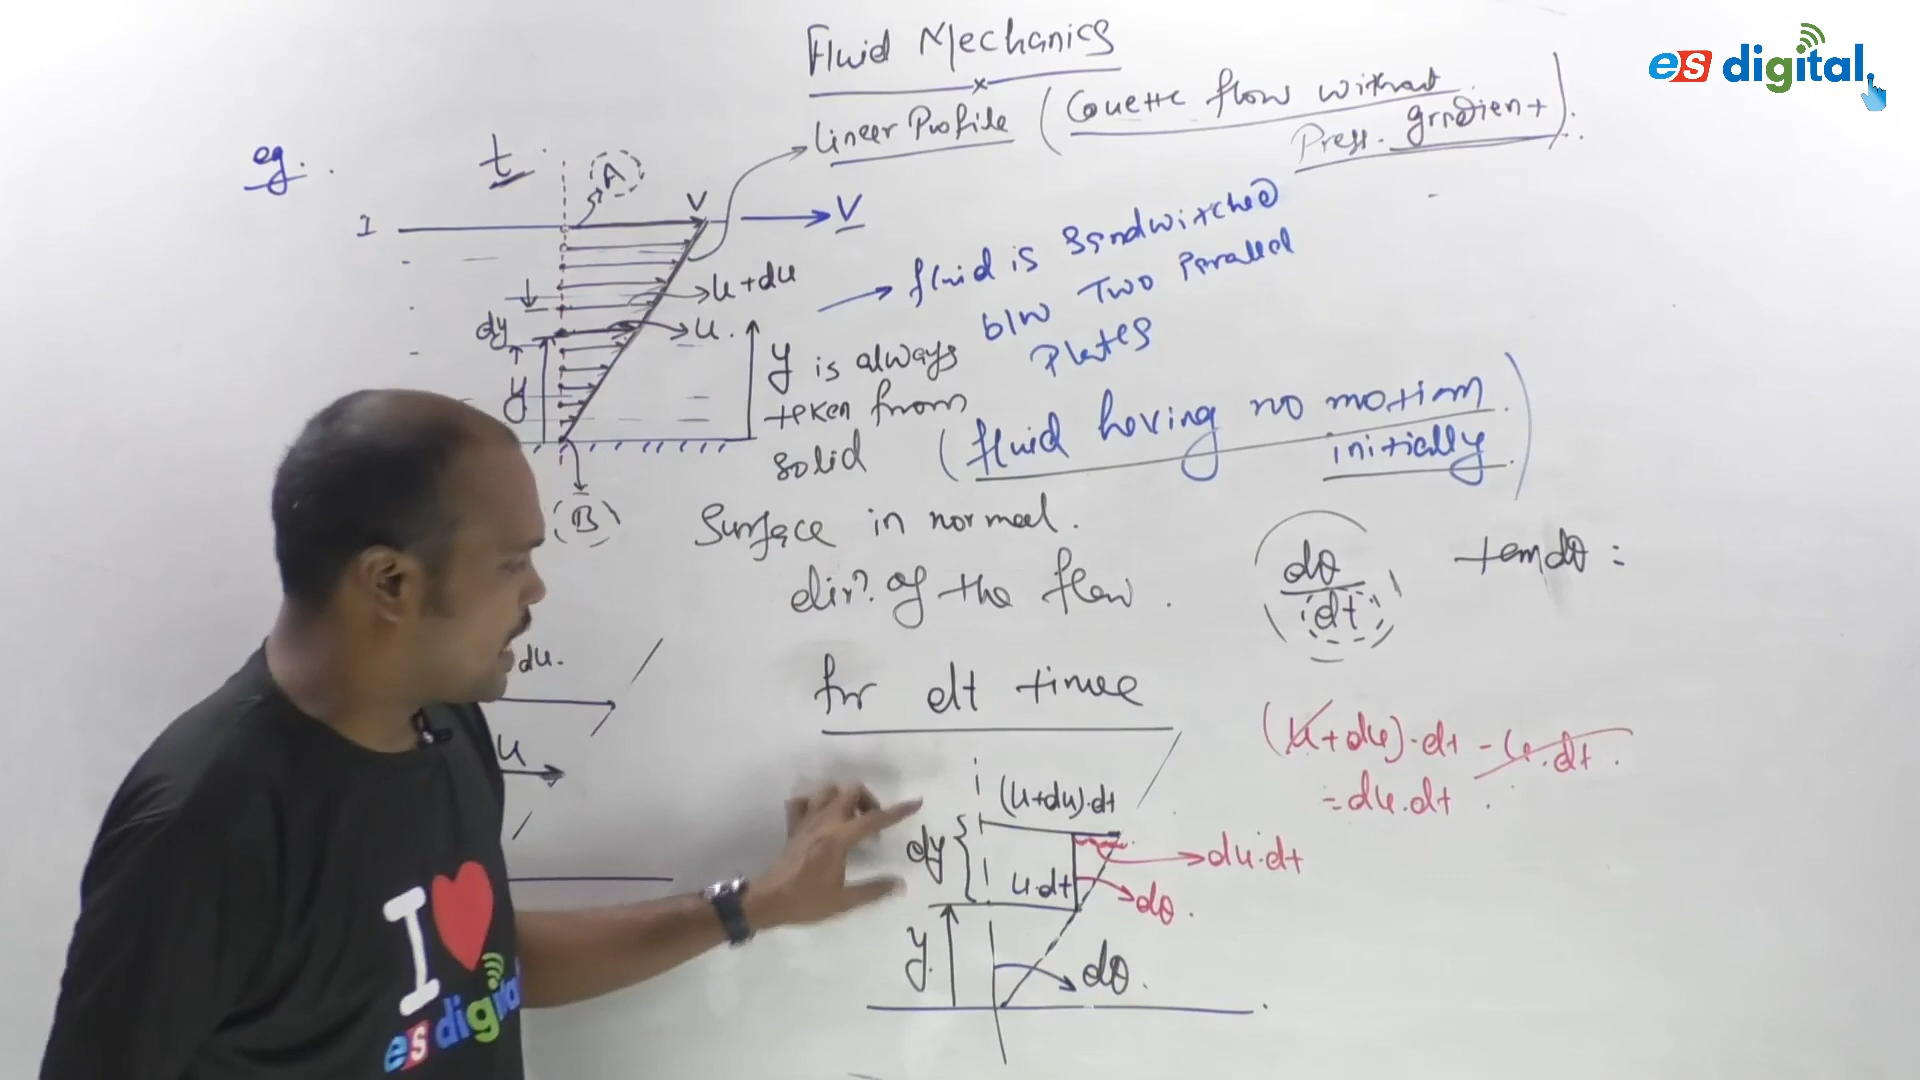 Fluid Mechanics
es digital.
Linear Profile (Couette flow without
Press. gradient).
eg.
t
A
I
V
V
u+du
u.
dy
y
B
fluid is Sandwitched
b/w Two Parallel
Plates
(fluid having no motion
initially)
y is always
taken from
solid
Surface in normal.
dirn. of the flow.
dθ
dt
tan dθ =
for dt time
du.
u
(u+du)·dt - u·dt.
= du·dt
(u+du)·dt
dy
u·dt
du·dt
dθ.
y
dθ.
I
es digital